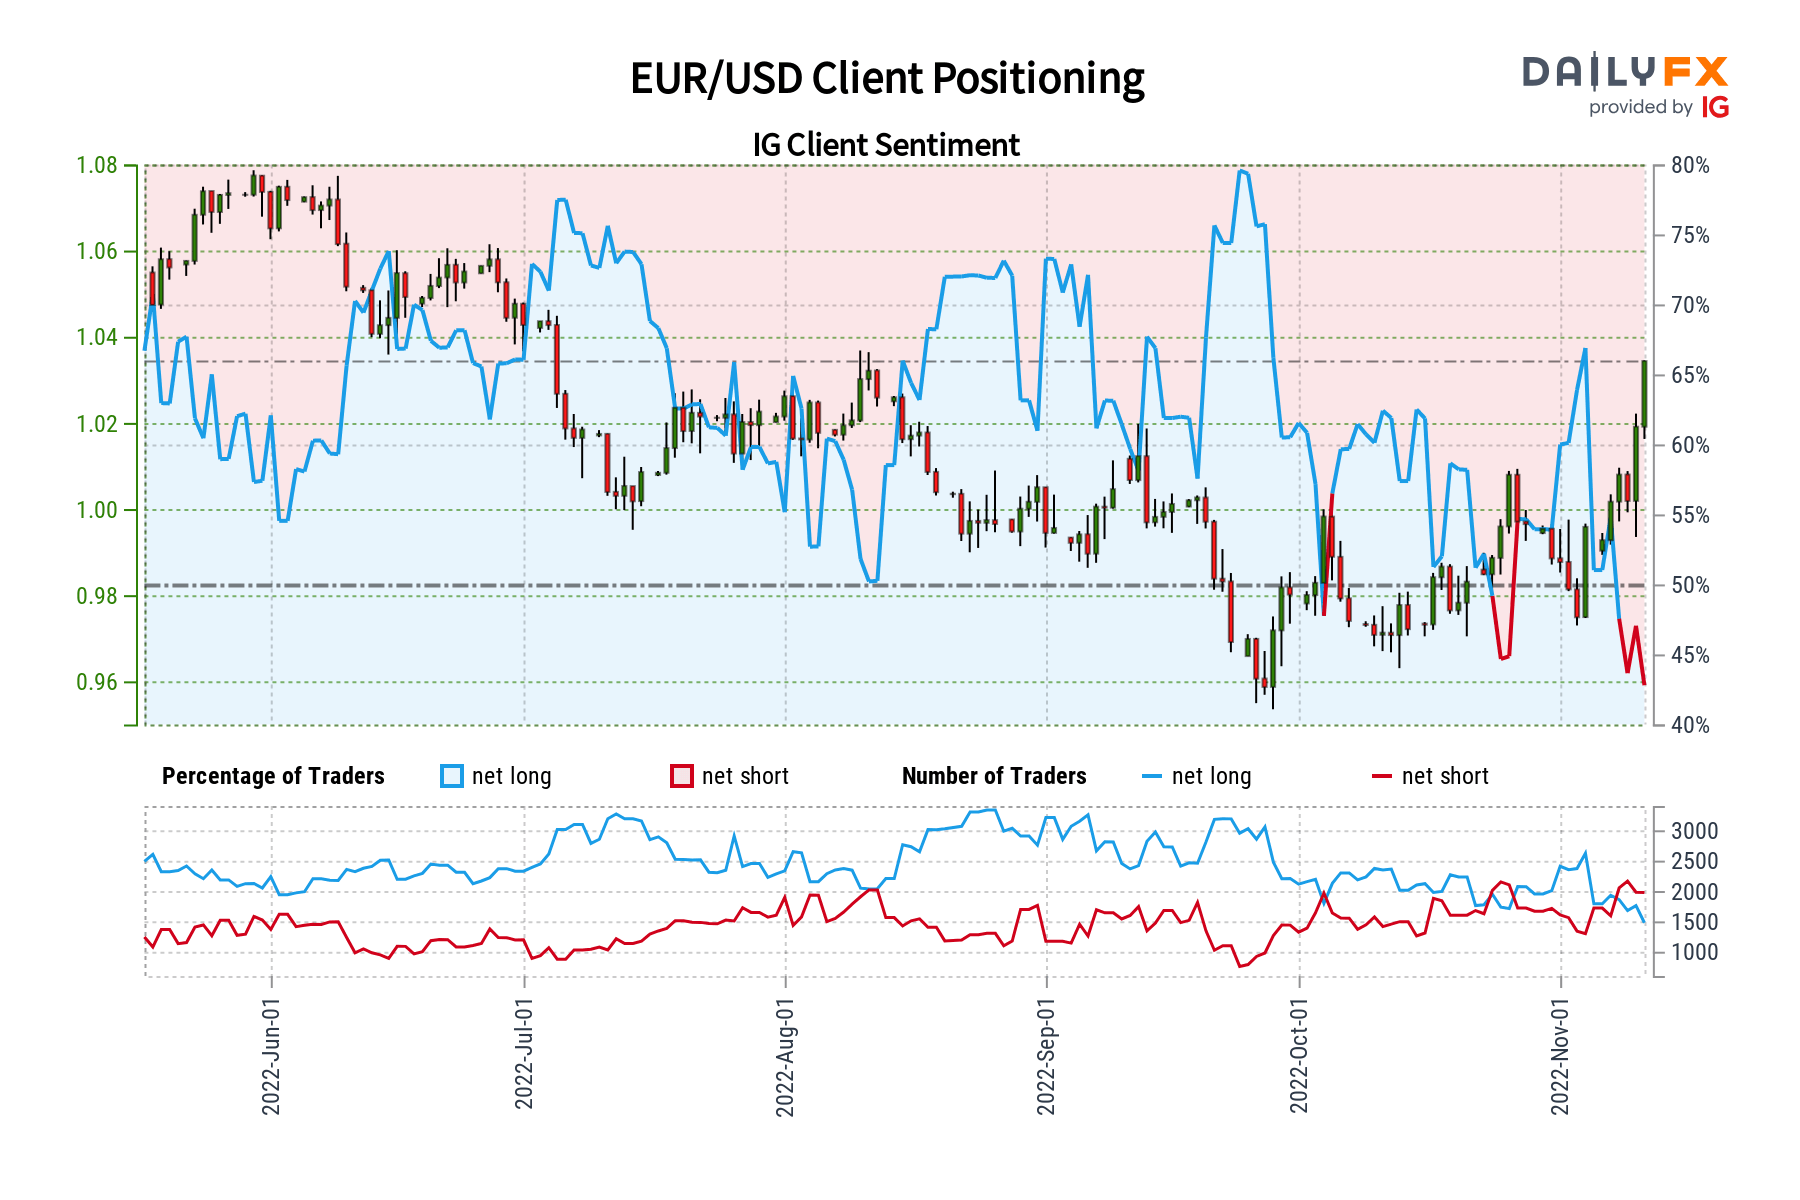 EUR/USD Client Positioning
DAILYFX
provided by IG
IG Client Sentiment
1.08
1.06
1.04
1.02
1.00
0.98
0.96
80%
75%
70%
65%
60%
55%
50%
45%
40%
Percentage of Traders
net long
net short
Number of Traders
net long
net short
3000
2500
2000
1500
1000
2022-Jun-01
2022-Jul-01
2022-Aug-01
2022-Sep-01
2022-Oct-01
2022-Nov-01